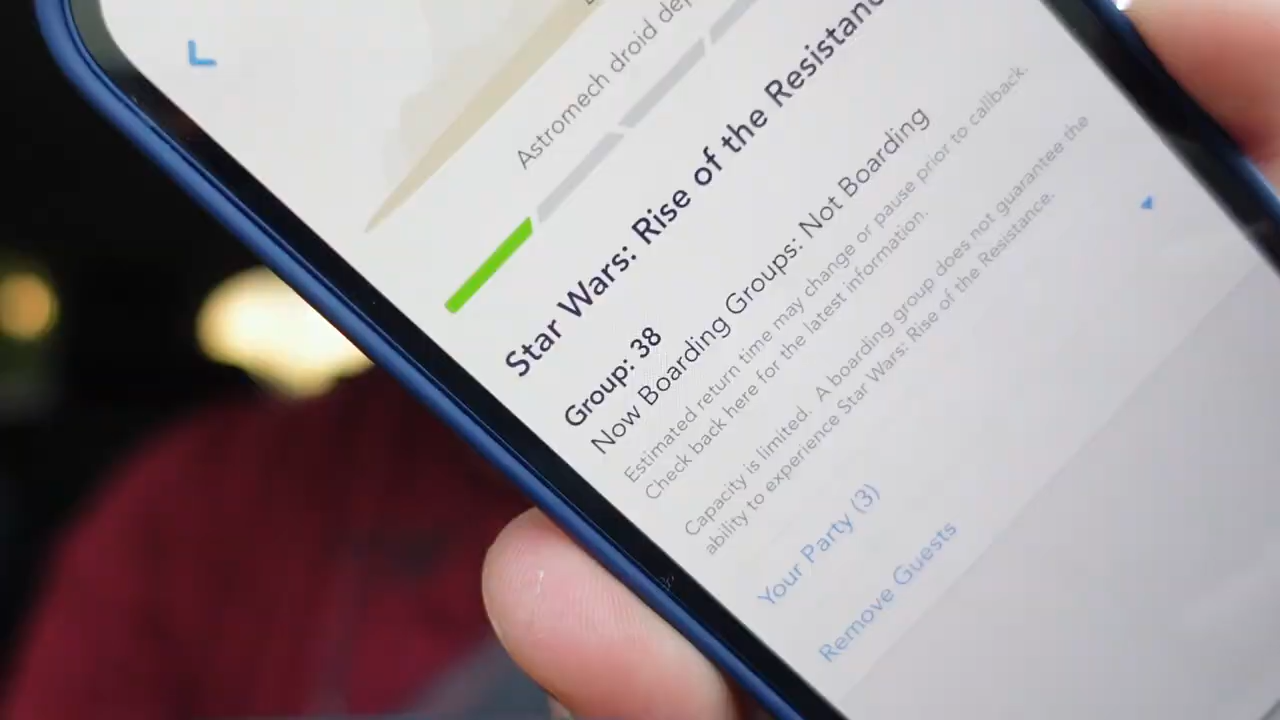 Astromech droid
Star Wars: Rise of the
Group: 38
Now Boarding Groups: Not Boarding
Estimated return time may change or pause prior to callback.
Check back here for the latest information.
Capacity is limited. A boarding group does not guarantee the
ability to experience Star Wars: Rise of the Resistance.
Your Party (3)
Remove Guests